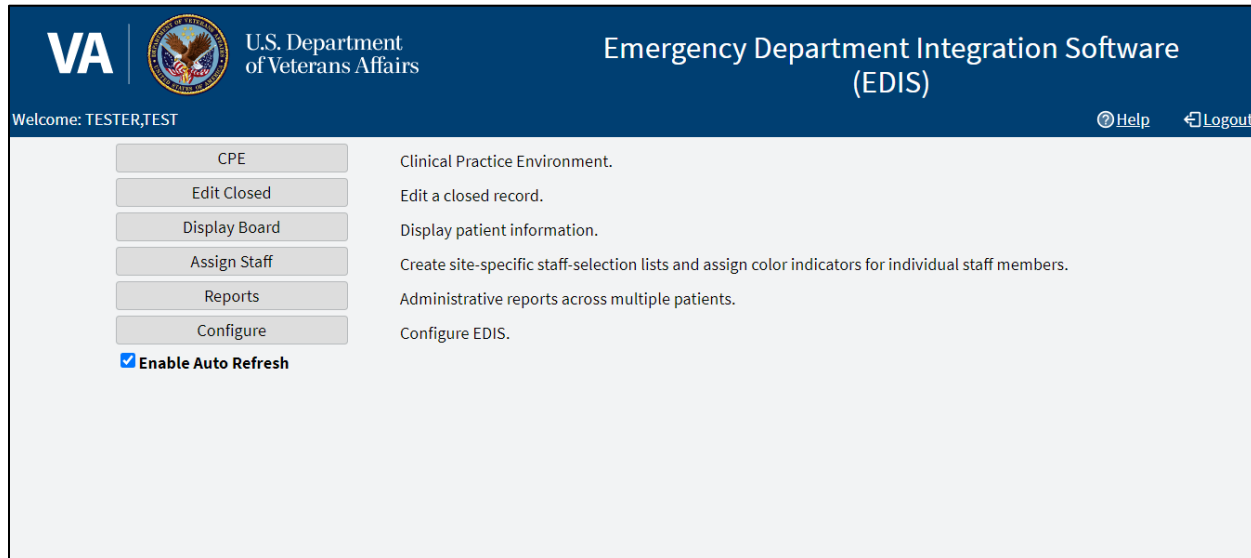 VA
U.S. Department
of Veterans Affairs
Emergency Department Integration Software
(EDIS)
Welcome: TESTER,TEST
Help
Logout
CPE
Clinical Practice Environment.
Edit Closed
Edit a closed record.
Display Board
Display patient information.
Assign Staff
Create site-specific staff-selection lists and assign color indicators for individual staff members.
Reports
Administrative reports across multiple patients.
Configure
Configure EDIS.
Enable Auto Refresh